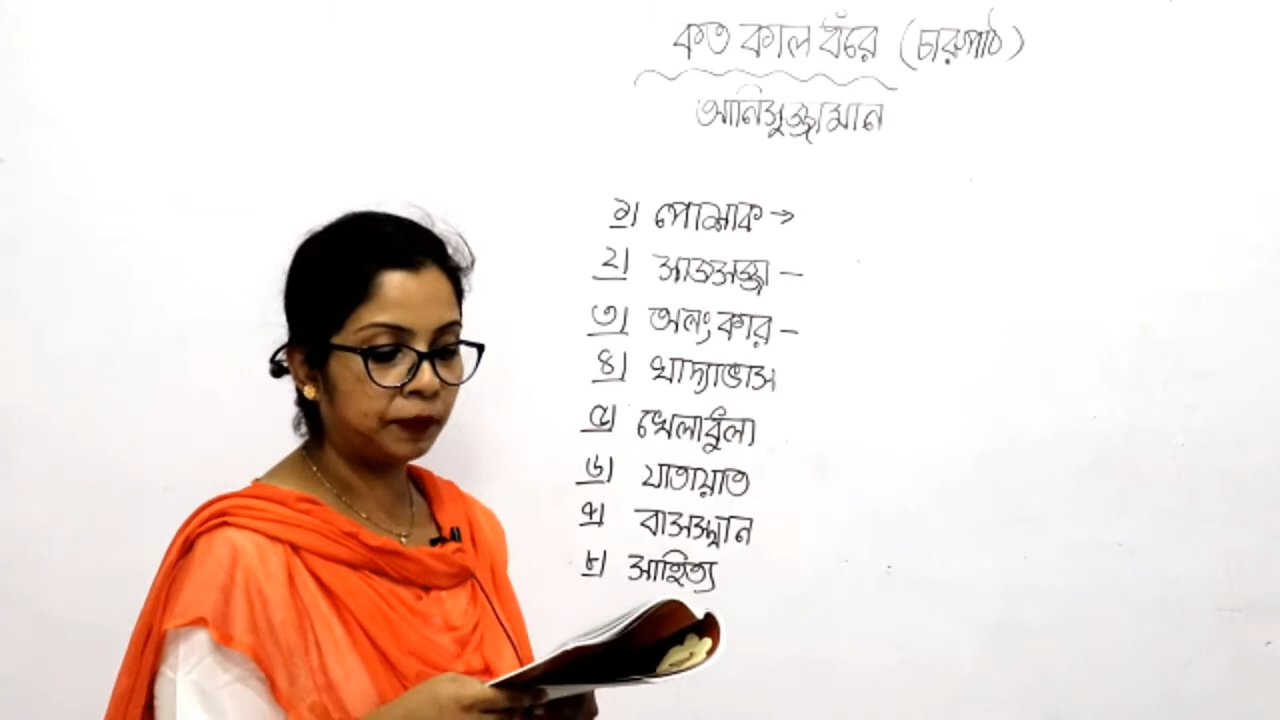 কত কাল ধরে (চারুপাঠ)
আনিসুজ্জামান
১| পোশাক →
২| সাজসজ্জা –
৩| অলংকার –
৪| খাদ্যাভাস
৫| খেলাধুলা
৬| যাতায়াত
৭| বাসস্থান
৮| সাহিত্য